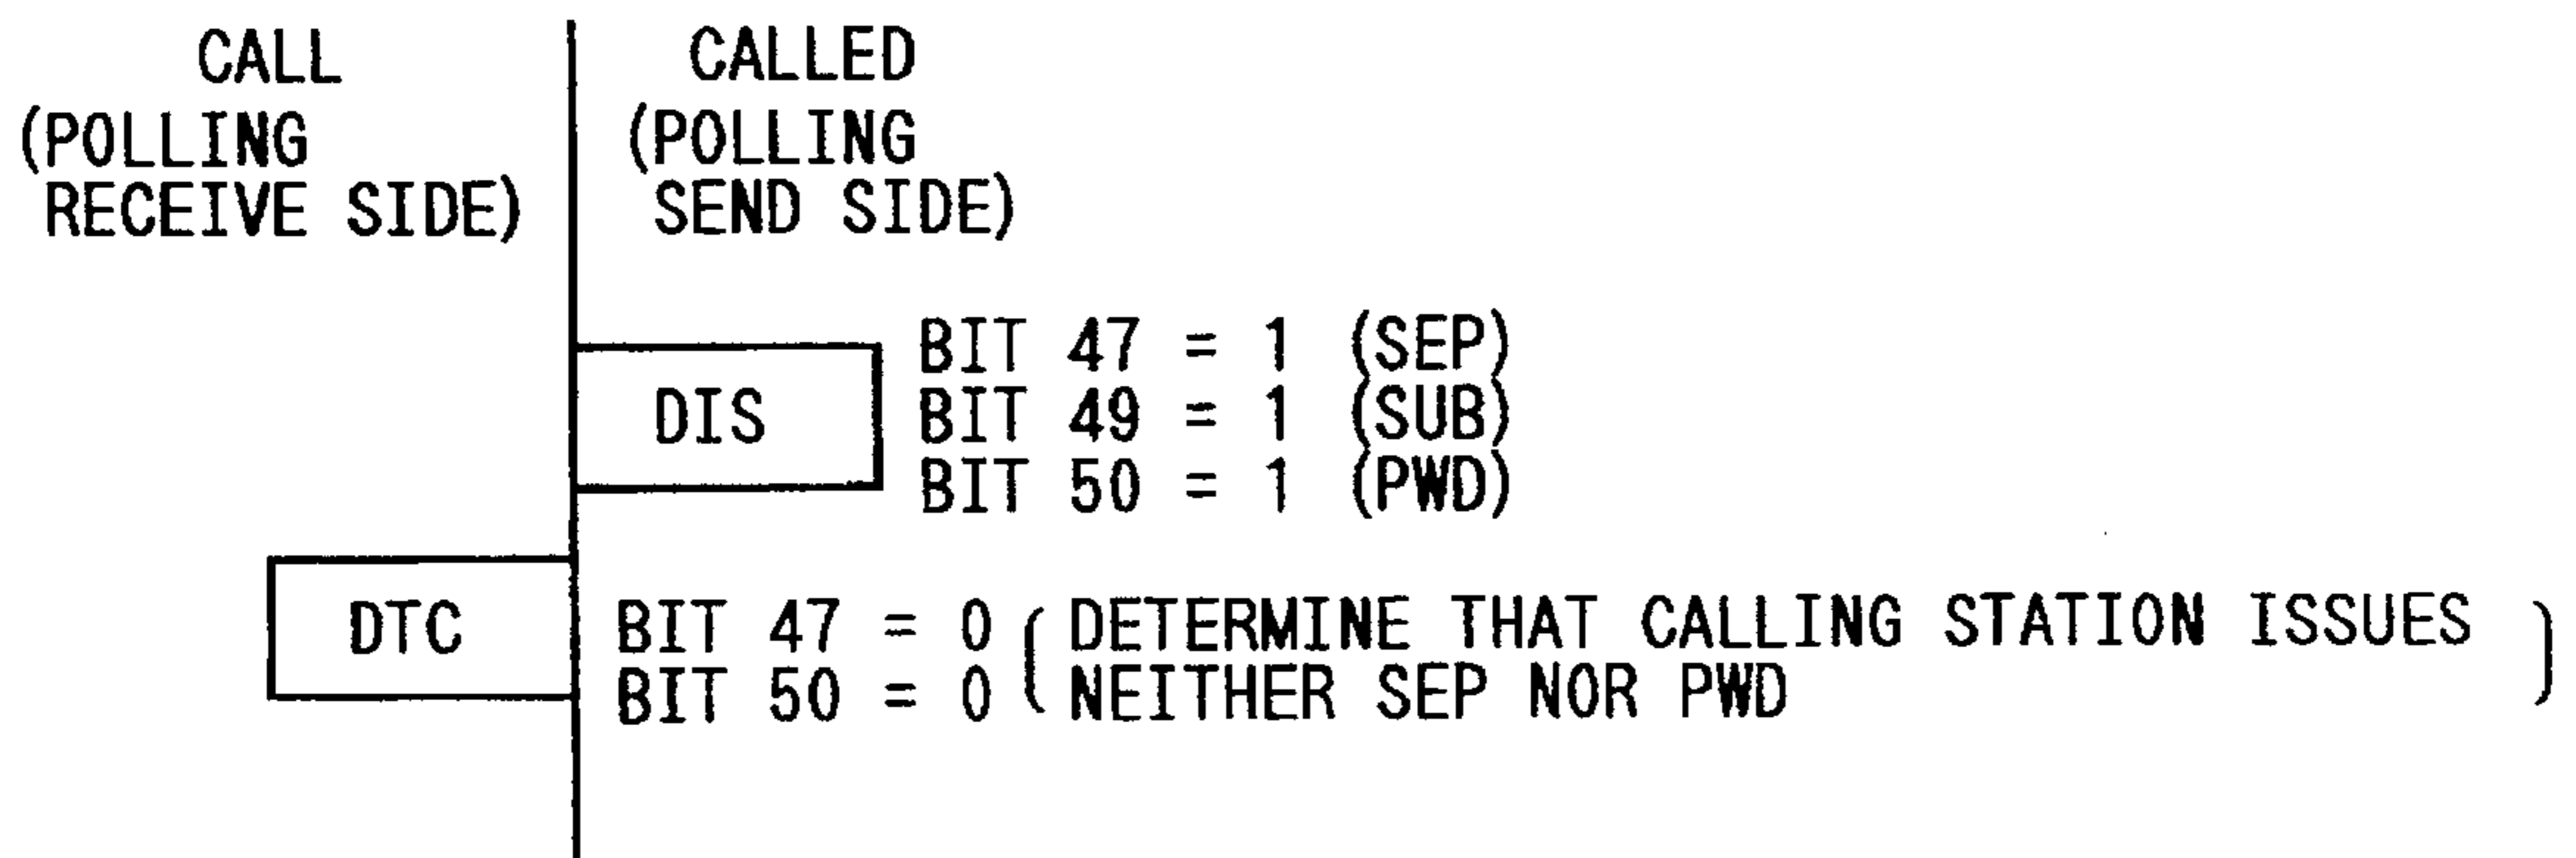 CALL
(POLLING
RECEIVE SIDE)
CALLED
(POLLING
SEND SIDE)
DIS
BIT 47 = 1 (SEP)
BIT 49 = 1 (SUB)
BIT 50 = 1 (PWD)
DTC
BIT 47 = 0 ( DETERMINE THAT CALLING STATION ISSUES )
BIT 50 = 0 NEITHER SEP NOR PWD